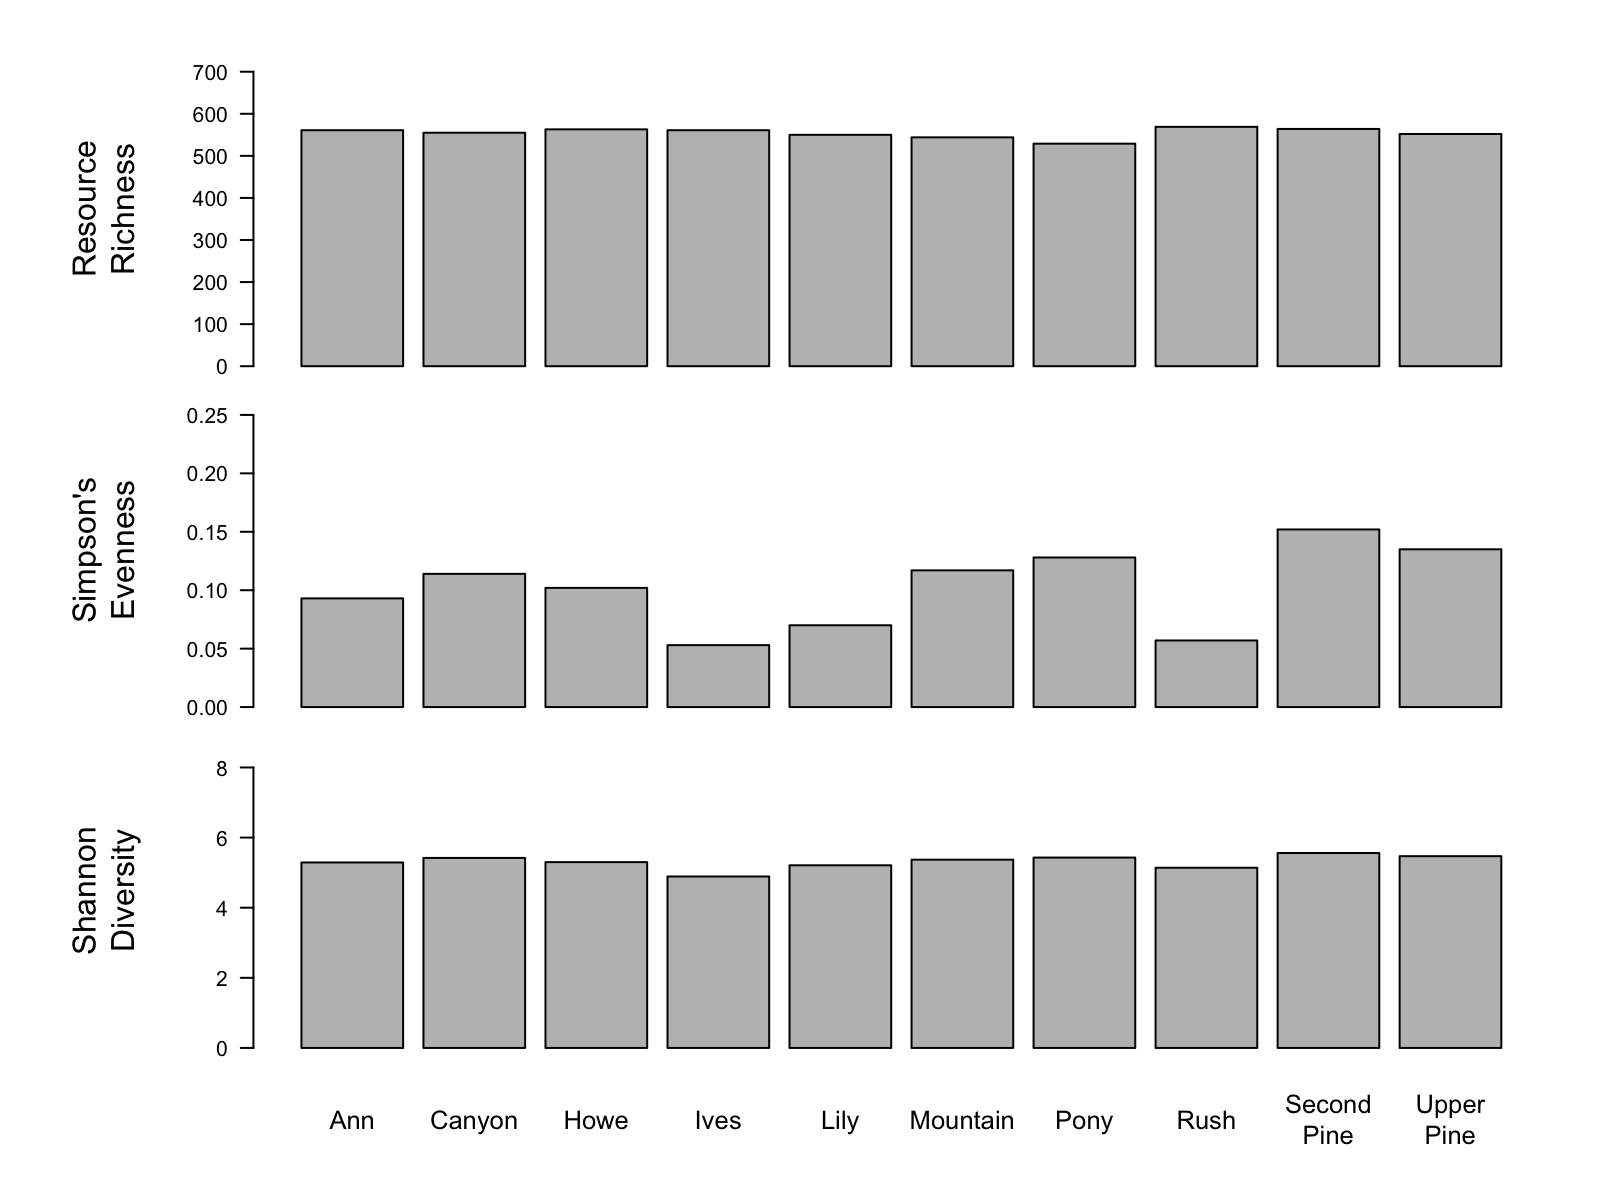 Resource
Richness
700
600
500
400
300
200
100
0
Simpson's
Evenness
0.25
0.20
0.15
0.10
0.05
0.00
Shannon
Diversity
8
6
4
2
0
Ann Canyon Howe Ives Lily Mountain Pony Rush Second Pine Upper Pine